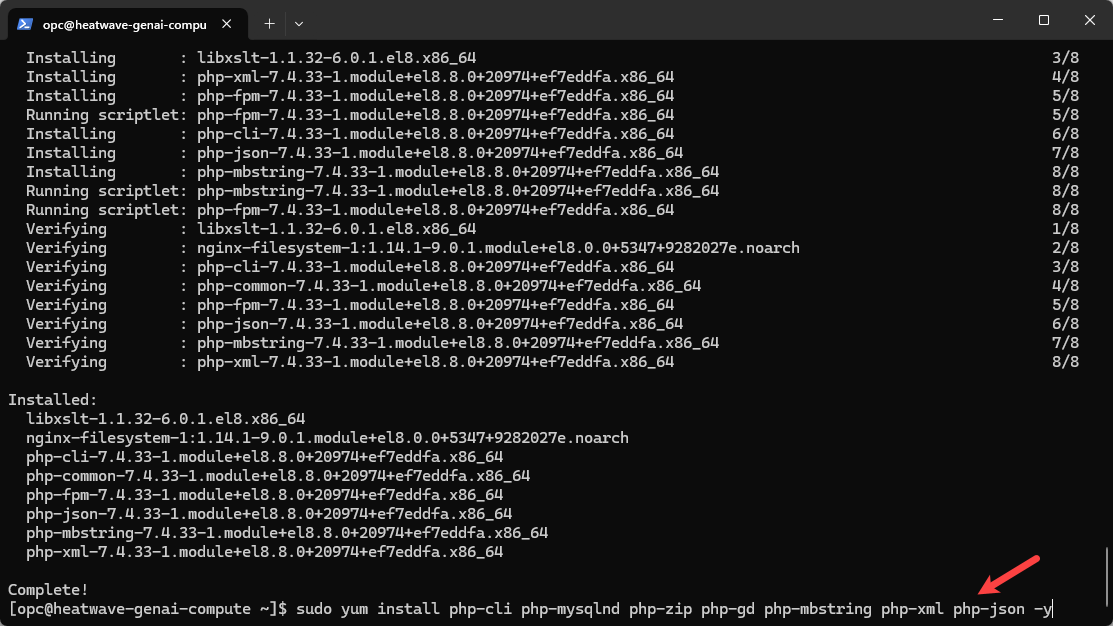 opc@heatwave-genai-compu
Installing : libxslt-1.1.32-6.0.1.el8.x86_64 3/8
Installing : php-xml-7.4.33-1.module+el8.8.0+20974+ef7eddfa.x86_64 4/8
Installing : php-fpm-7.4.33-1.module+el8.8.0+20974+ef7eddfa.x86_64 5/8
Running scriptlet: php-fpm-7.4.33-1.module+el8.8.0+20974+ef7eddfa.x86_64 5/8
Installing : php-cli-7.4.33-1.module+el8.8.0+20974+ef7eddfa.x86_64 6/8
Installing : php-json-7.4.33-1.module+el8.8.0+20974+ef7eddfa.x86_64 7/8
Installing : php-mbstring-7.4.33-1.module+el8.8.0+20974+ef7eddfa.x86_64 8/8
Running scriptlet: php-mbstring-7.4.33-1.module+el8.8.0+20974+ef7eddfa.x86_64 8/8
Running scriptlet: php-fpm-7.4.33-1.module+el8.8.0+20974+ef7eddfa.x86_64 8/8
Verifying : libxslt-1.1.32-6.0.1.el8.x86_64 1/8
Verifying : nginx-filesystem-1:1.14.1-9.0.1.module+el8.0.0+5347+9282027e.noarch 2/8
Verifying : php-cli-7.4.33-1.module+el8.8.0+20974+ef7eddfa.x86_64 3/8
Verifying : php-common-7.4.33-1.module+el8.8.0+20974+ef7eddfa.x86_64 4/8
Verifying : php-fpm-7.4.33-1.module+el8.8.0+20974+ef7eddfa.x86_64 5/8
Verifying : php-json-7.4.33-1.module+el8.8.0+20974+ef7eddfa.x86_64 6/8
Verifying : php-mbstring-7.4.33-1.module+el8.8.0+20974+ef7eddfa.x86_64 7/8
Verifying : php-xml-7.4.33-1.module+el8.8.0+20974+ef7eddfa.x86_64 8/8
Installed:
libxslt-1.1.32-6.0.1.el8.x86_64
nginx-filesystem-1:1.14.1-9.0.1.module+el8.0.0+5347+9282027e.noarch
php-cli-7.4.33-1.module+el8.8.0+20974+ef7eddfa.x86_64
php-common-7.4.33-1.module+el8.8.0+20974+ef7eddfa.x86_64
php-fpm-7.4.33-1.module+el8.8.0+20974+ef7eddfa.x86_64
php-json-7.4.33-1.module+el8.8.0+20974+ef7eddfa.x86_64
php-mbstring-7.4.33-1.module+el8.8.0+20974+ef7eddfa.x86_64
php-xml-7.4.33-1.module+el8.8.0+20974+ef7eddfa.x86_64
Complete!
[opc@heatwave-genai-compute ~]$ sudo yum install php-cli php-mysqlnd php-zip php-gd php-mbstring php-xml php-json -y